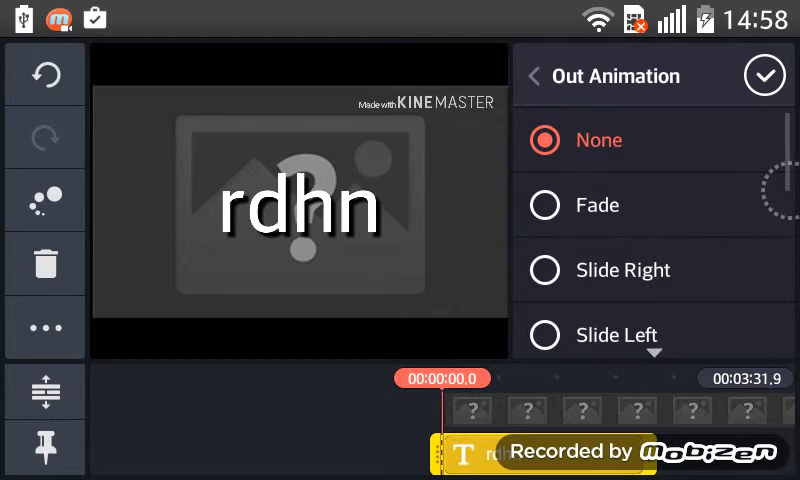 14:58
Out Animation
Made with KINEMASTER
None
rdhn
Fade
Slide Right
Slide Left
00:00:00.0
00:03:31.9
T rdh
Recorded by mobizen